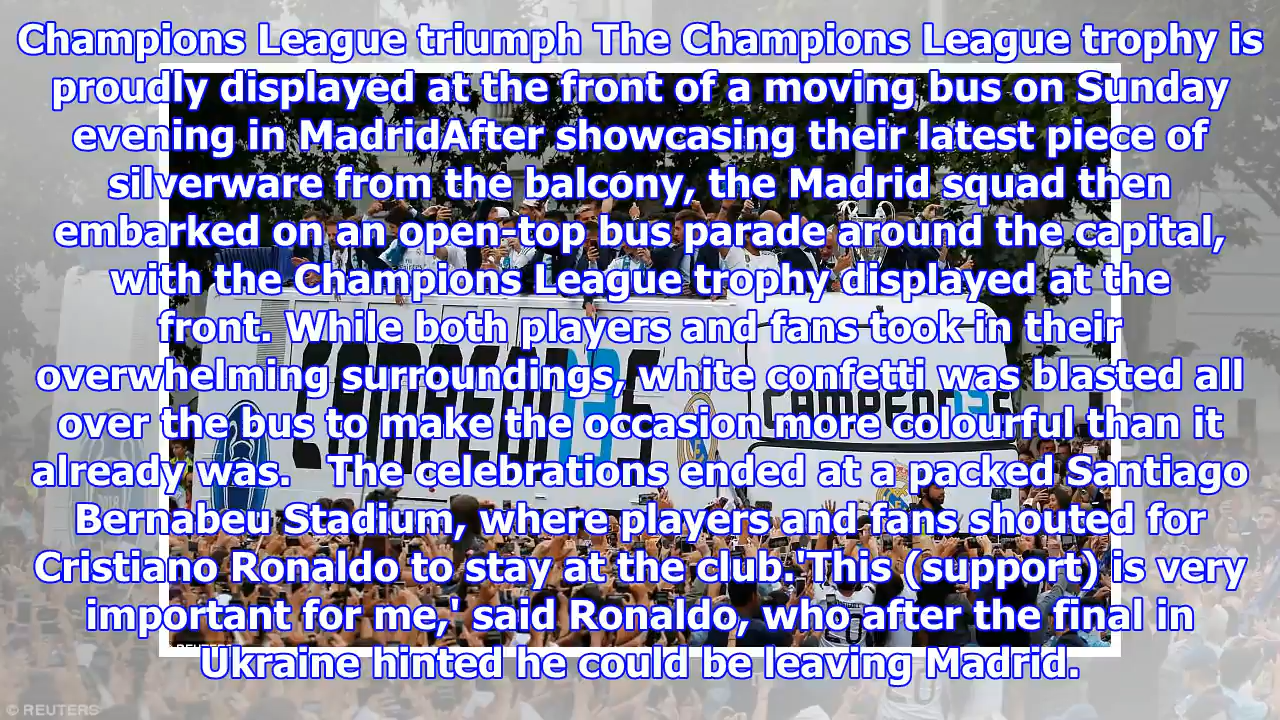 Champions League triumph The Champions League trophy is
proudly displayed at the front of a moving bus on Sunday
evening in MadridAfter showcasing their latest piece of
silverware from the balcony, the Madrid squad then
embarked on an open-top bus parade around the capital,
with the Champions League trophy displayed at the
front. While both players and fans took in their
overwhelming surroundings, white confetti was blasted all
over the bus to make the occasion more colourful than it
already was.   The celebrations ended at a packed Santiago
Bernabeu Stadium, where players and fans shouted for
Cristiano Ronaldo to stay at the club.'This (support) is very
important for me,' said Ronaldo, who after the final in
Ukraine hinted he could be leaving Madrid.
CAMPEON13S
CAMPEON13S
© REUTERS